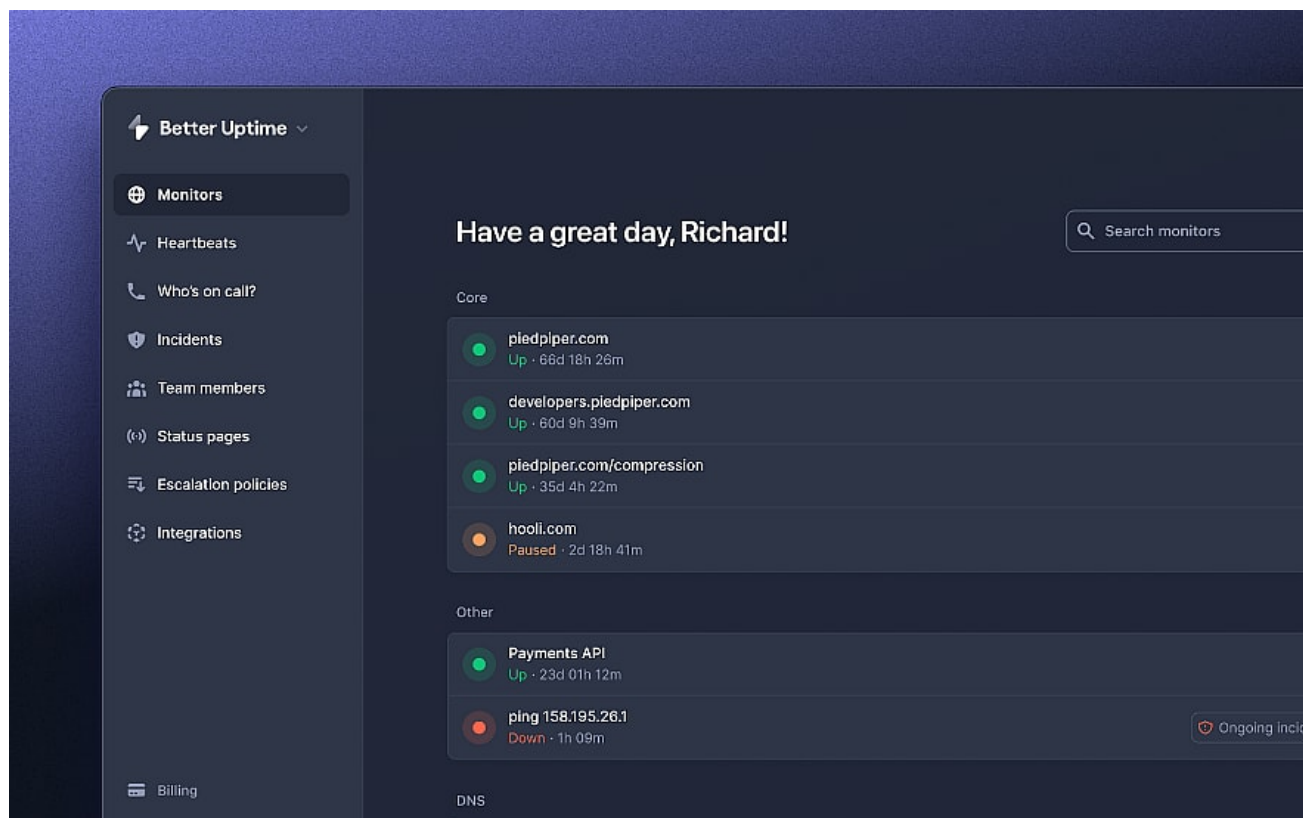 Better Uptime
Monitors
Heartbeats
Who's on call?
Incidents
Team members
Status pages
Escalation policies
Integrations
Billing
Have a great day, Richard!
Search monitors
Core
piedpiper.com
Up · 66d 18h 26m
developers.piedpiper.com
Up · 60d 9h 39m
piedpiper.com/compression
Up · 35d 4h 22m
hooli.com
Paused · 2d 18h 41m
Other
Payments API
Up · 23d 01h 12m
ping 158.195.26.1
Down · 1h 09m
Ongoing
DNS